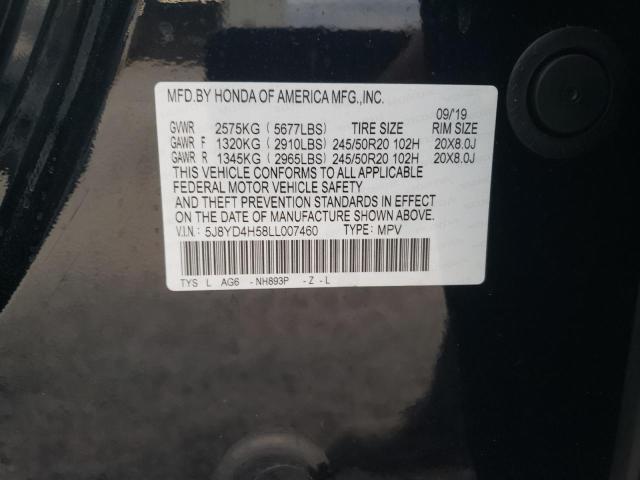 MFD.BY HONDA OF AMERICA MFG.,INC.
09/'19
GVWR 2575KG ( 5677LBS) TIRE SIZE RIM SIZE
GAWR F 1320KG ( 2910LBS) 245/50R20 102H 20X8.0J
GAWR R 1345KG ( 2965LBS) 245/50R20 102H 20X8.0J
THIS VEHICLE CONFORMS TO ALL APPLICABLE
FEDERAL MOTOR VEHICLE SAFETY
AND THEFT PREVENTION STANDARDS IN EFFECT
ON THE DATE OF MANUFACTURE SHOWN ABOVE.
V.I.N: 5J8YD4H58LL007460 TYPE: MPV
TYS L AG6 - NH893P - Z - L